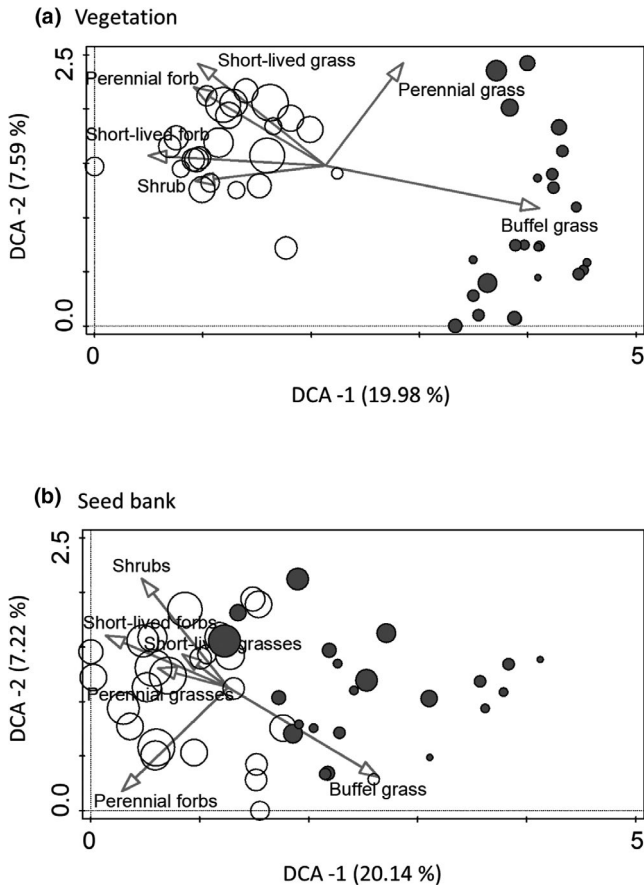 (a) Vegetation
2.5
Short-lived grass
Perennial forb
Perennial grass
Short-lived forb
Shrub
Buffel grass
DCA -2 (7.59 %)
0.0
0
5
DCA -1 (19.98 %)
(b) Seed bank
2.5
Shrubs
Short-lived forbs
Short-lived grasses
Perennial grasses
DCA -2 (7.22 %)
Perennial forbs
Buffel grass
0.0
0
5
DCA -1 (20.14 %)